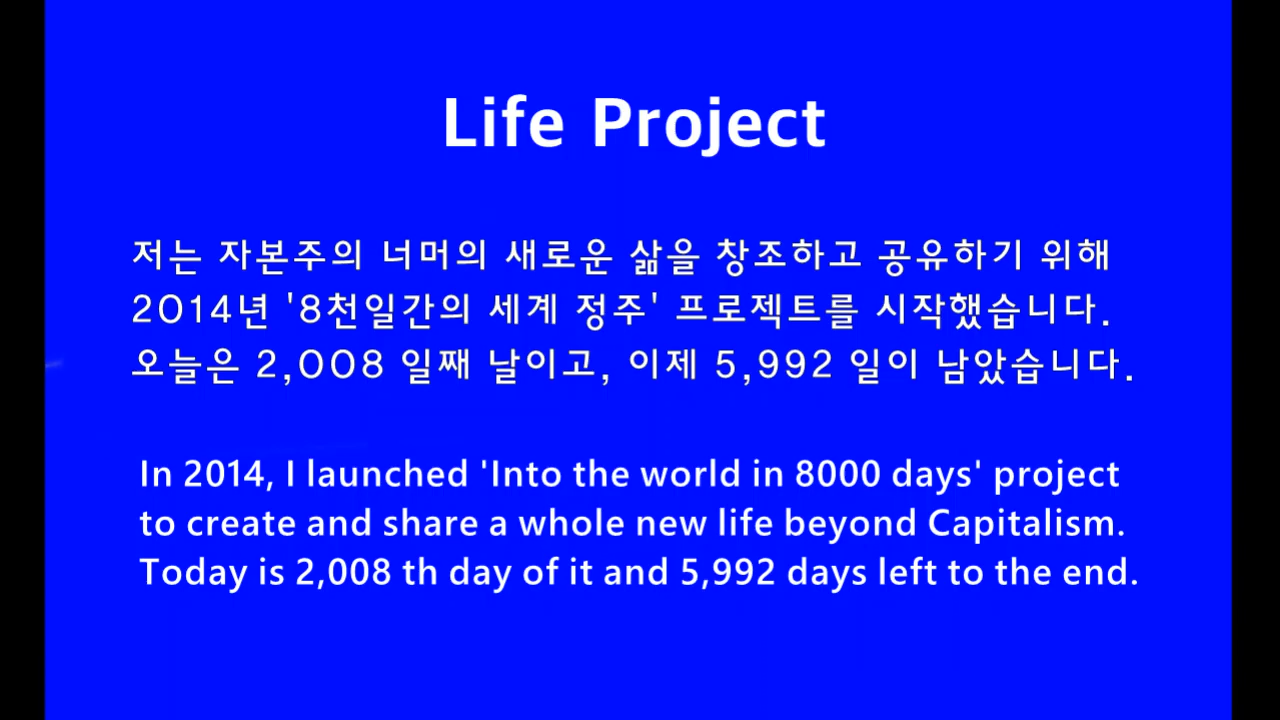 Life Project
저는 자본주의 너머의 새로운 삶을 창조하고 공유하기 위해
2014년 '8천일간의 세계 정주' 프로젝트를 시작했습니다.
오늘은 2,008 일째 날이고, 이제 5,992 일이 남았습니다.
In 2014, I launched 'Into the world in 8000 days' project
to create and share a whole new life beyond Capitalism.
Today is 2,008 th day of it and 5,992 days left to the end.